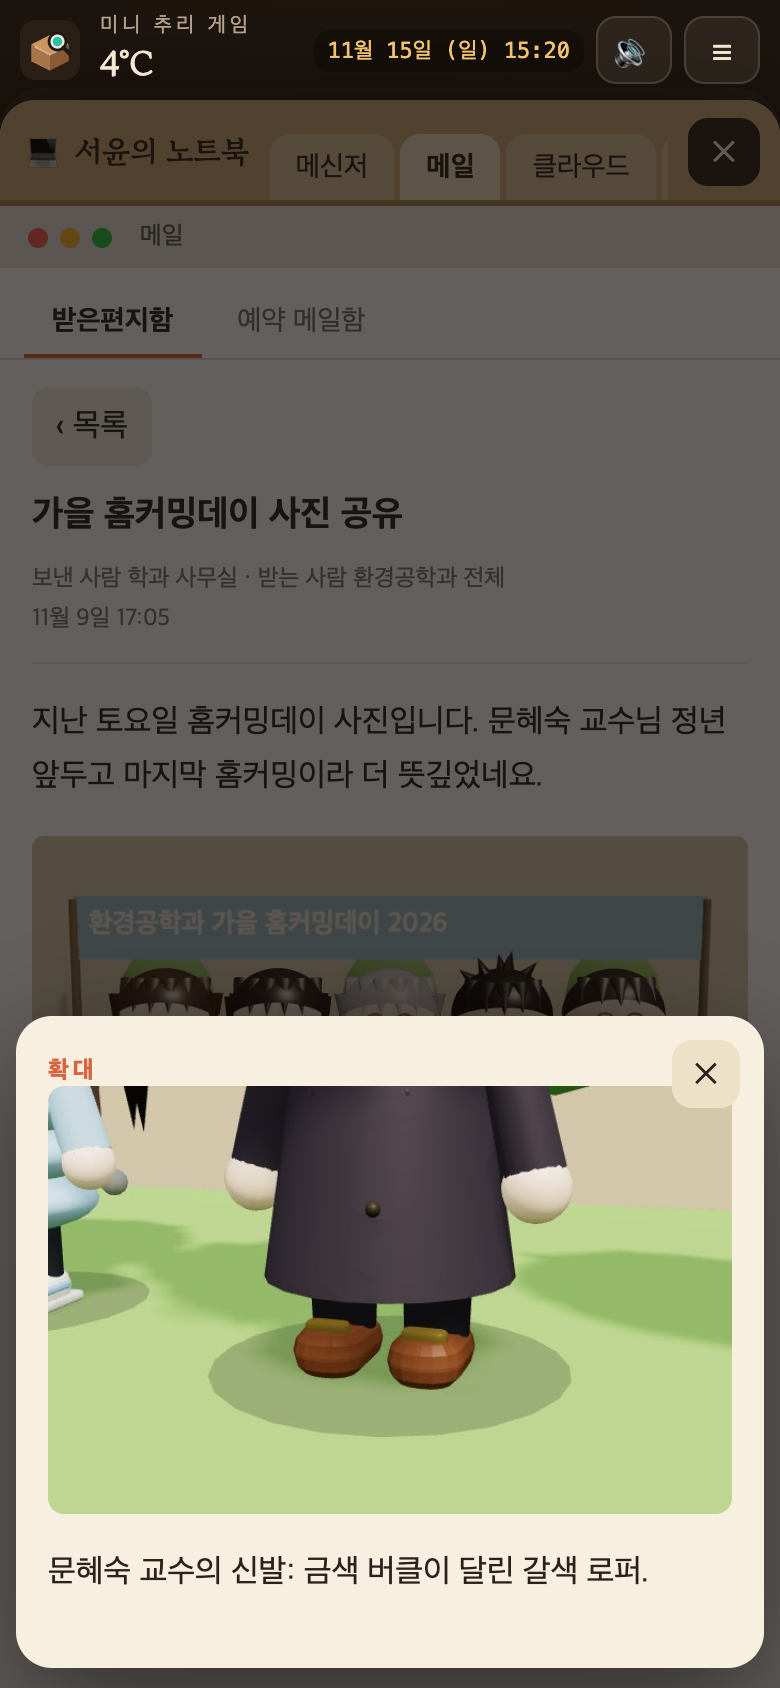 미니 추리 게임
4℃
11월 15일 (일) 15:20
서윤의 노트북
메신저
메일
클라우드
메일
받은편지함
예약 메일함
‹ 목록
가을 홈커밍데이 사진 공유
보낸 사람 학과 사무실 · 받는 사람 환경공학과 전체
11월 9일 17:05
지난 토요일 홈커밍데이 사진입니다. 문혜숙 교수님 정년
앞두고 마지막 홈커밍이라 더 뜻깊었네요.
환경공학과 가을 홈커밍데이 2026
확대
문혜숙 교수의 신발: 금색 버클이 달린 갈색 로퍼.